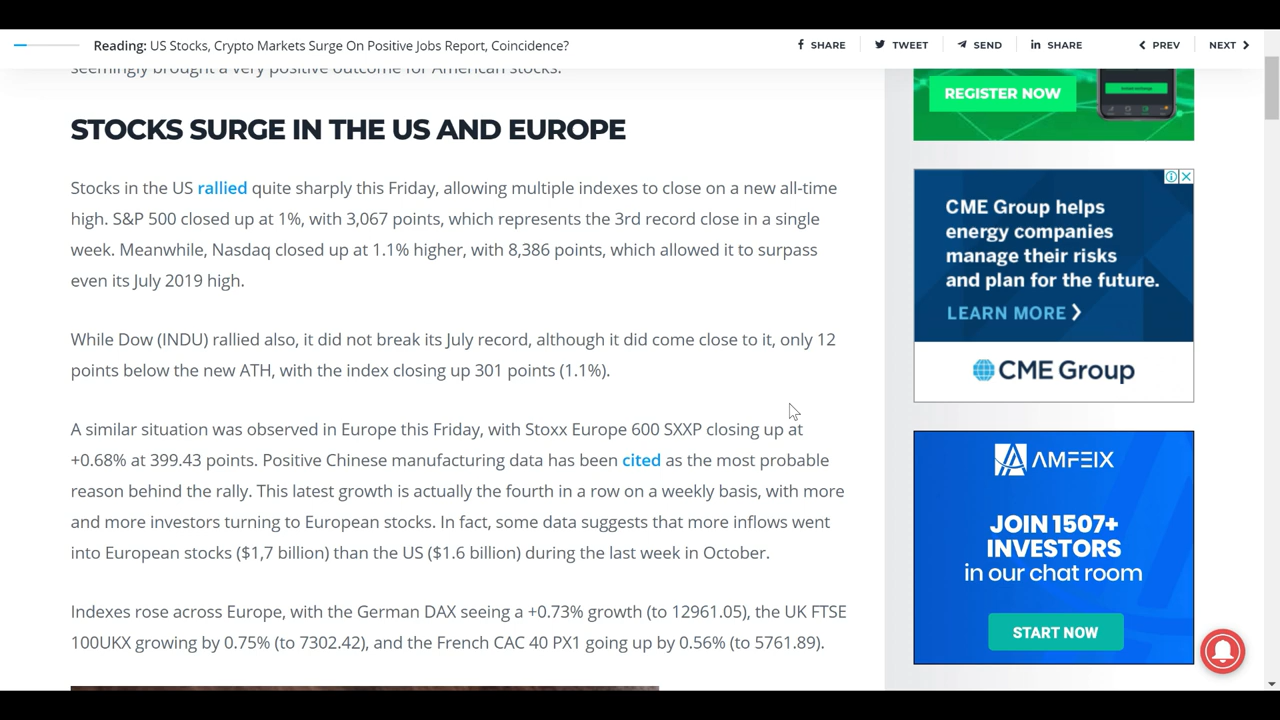 Reading: US Stocks, Crypto Markets Surge On Positive Jobs Report, Coincidence?
SHARE
TWEET
SEND
SHARE
PREV
NEXT
seemingly brought a very positive outcome for American stocks.
STOCKS SURGE IN THE US AND EUROPE
Stocks in the US rallied quite sharply this Friday, allowing multiple indexes to close on a new all-time
high. S&P 500 closed up at 1%, with 3,067 points, which represents the 3rd record close in a single
week. Meanwhile, Nasdaq closed up at 1.1% higher, with 8,386 points, which allowed it to surpass
even its July 2019 high.
While Dow (INDU) rallied also, it did not break its July record, although it did come close to it, only 12
points below the new ATH, with the index closing up 301 points (1.1%).
A similar situation was observed in Europe this Friday, with Stoxx Europe 600 SXXP closing up at
+0.68% at 399.43 points. Positive Chinese manufacturing data has been cited as the most probable
reason behind the rally. This latest growth is actually the fourth in a row on a weekly basis, with more
and more investors turning to European stocks. In fact, some data suggests that more inflows went
into European stocks ($1,7 billion) than the US ($1.6 billion) during the last week in October.
Indexes rose across Europe, with the German DAX seeing a +0.73% growth (to 12961.05), the UK FTSE
100UKX growing by 0.75% (to 7302.42), and the French CAC 40 PX1 going up by 0.56% (to 5761.89).
REGISTER NOW
CME Group helps
energy companies
manage their risks
and plan for the future.
LEARN MORE
CME Group
AMFEIX
JOIN 1507+
INVESTORS
in our chat room
START NOW